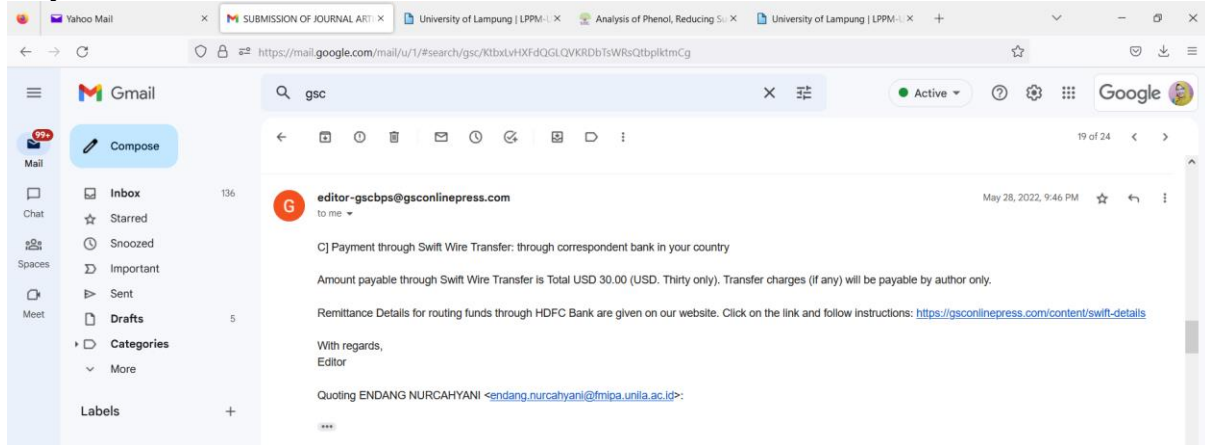 Yahoo Mail
SUBMISSION OF JOURNAL ARTI
University of Lampung | LPPM-U
Analysis of Phenol, Reducing Su
University of Lampung | LPPM-U
https://mail.google.com/mail/u/1/#search/gsc/KtbxLvHXFdQGLQVKRDbTsWRsQtbplktmCg
Gmail
gsc
Active
Google
99+
Mail
Compose
19 of 24
Inbox 136
Chat
Starred
Snoozed
Spaces
Important
Sent
Meet
Drafts 5
Categories
More
Labels
G
editor-gscbps@gsconlinepress.com
May 28, 2022, 9:46 PM
to me
C] Payment through Swift Wire Transfer: through correspondent bank in your country
Amount payable through Swift Wire Transfer is Total USD 30.00 (USD. Thirty only). Transfer charges (if any) will be payable by author only.
Remittance Details for routing funds through HDFC Bank are given on our website. Click on the link and follow instructions: https://gsconlinepress.com/content/swift-details
With regards,
Editor
Quoting ENDANG NURCAHYANI <endang.nurcahyani@fmipa.unila.ac.id>: